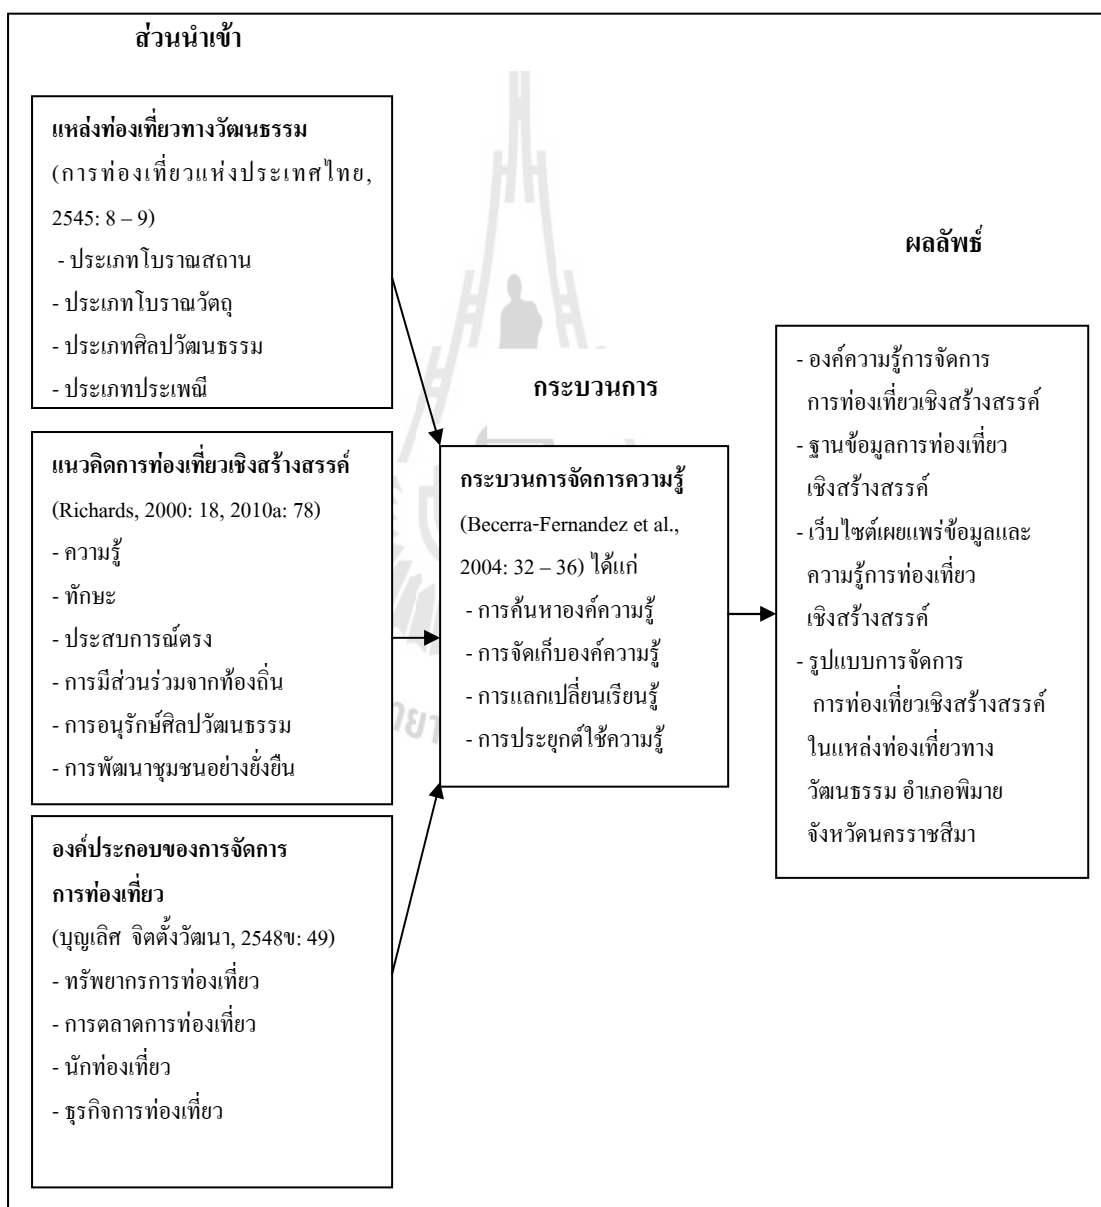 ส่วนนำเข้า
แหล่งท่องเที่ยวทางวัฒนธรรม
(การท่องเที่ยวแห่งประเทศไทย,
2545: 8 – 9)
- ประเภทโบราณสถาน
- ประเภทโบราณวัตถุ
- ประเภทศิลปวัฒนธรรม
- ประเภทประเพณี
แนวคิดการท่องเที่ยวเชิงสร้างสรรค์
(Richards, 2000: 18, 2010a: 78)
- ความรู้
- ทักษะ
- ประสบการณ์ตรง
- การมีส่วนร่วมจากท้องถิ่น
- การอนุรักษ์ศิลปวัฒนธรรม
- การพัฒนาชุมชนอย่างยั่งยืน
องค์ประกอบของการจัดการ
การท่องเที่ยว
(บุญเลิศ จิตตั้งวัฒนา, 2548ข: 49)
- ทรัพยากรการท่องเที่ยว
- การตลาดการท่องเที่ยว
- นักท่องเที่ยว
- ธุรกิจการท่องเที่ยว
กระบวนการ
กระบวนการจัดการความรู้
(Becerra-Fernandez et al.,
2004: 32 – 36) ได้แก่
- การค้นหาองค์ความรู้
- การจัดเก็บองค์ความรู้
- การแลกเปลี่ยนเรียนรู้
- การประยุกต์ใช้ความรู้
ผลลัพธ์
- องค์ความรู้การจัดการ
การท่องเที่ยวเชิงสร้างสรรค์
- ฐานข้อมูลการท่องเที่ยว
เชิงสร้างสรรค์
- เว็บไซต์เผยแพร่ข้อมูลและ
ความรู้การท่องเที่ยว
เชิงสร้างสรรค์
- รูปแบบการจัดการ
การท่องเที่ยวเชิงสร้างสรรค์
ในแหล่งท่องเที่ยวทาง
วัฒนธรรม อำเภอพิมาย
จังหวัดนครราชสีมา